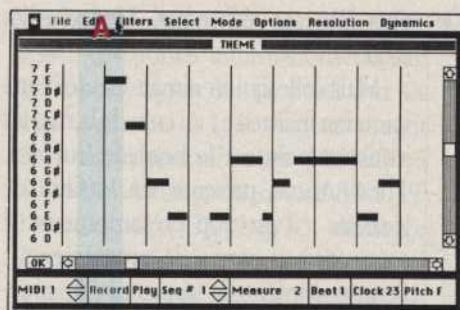 File Edit Filters Select Mode Options Resolution Dynamics
A
THEME
7 F
7 E
7 D#
7 D
7 C#
7 C
6 B
6 A#
6 A
6 G#
6 G
6 F#
6 F
6 E
6 D#
6 D
OK
MIDI 1 Record Play Seq # 1 Measure 2 Beat 1 Clock 23 Pitch F